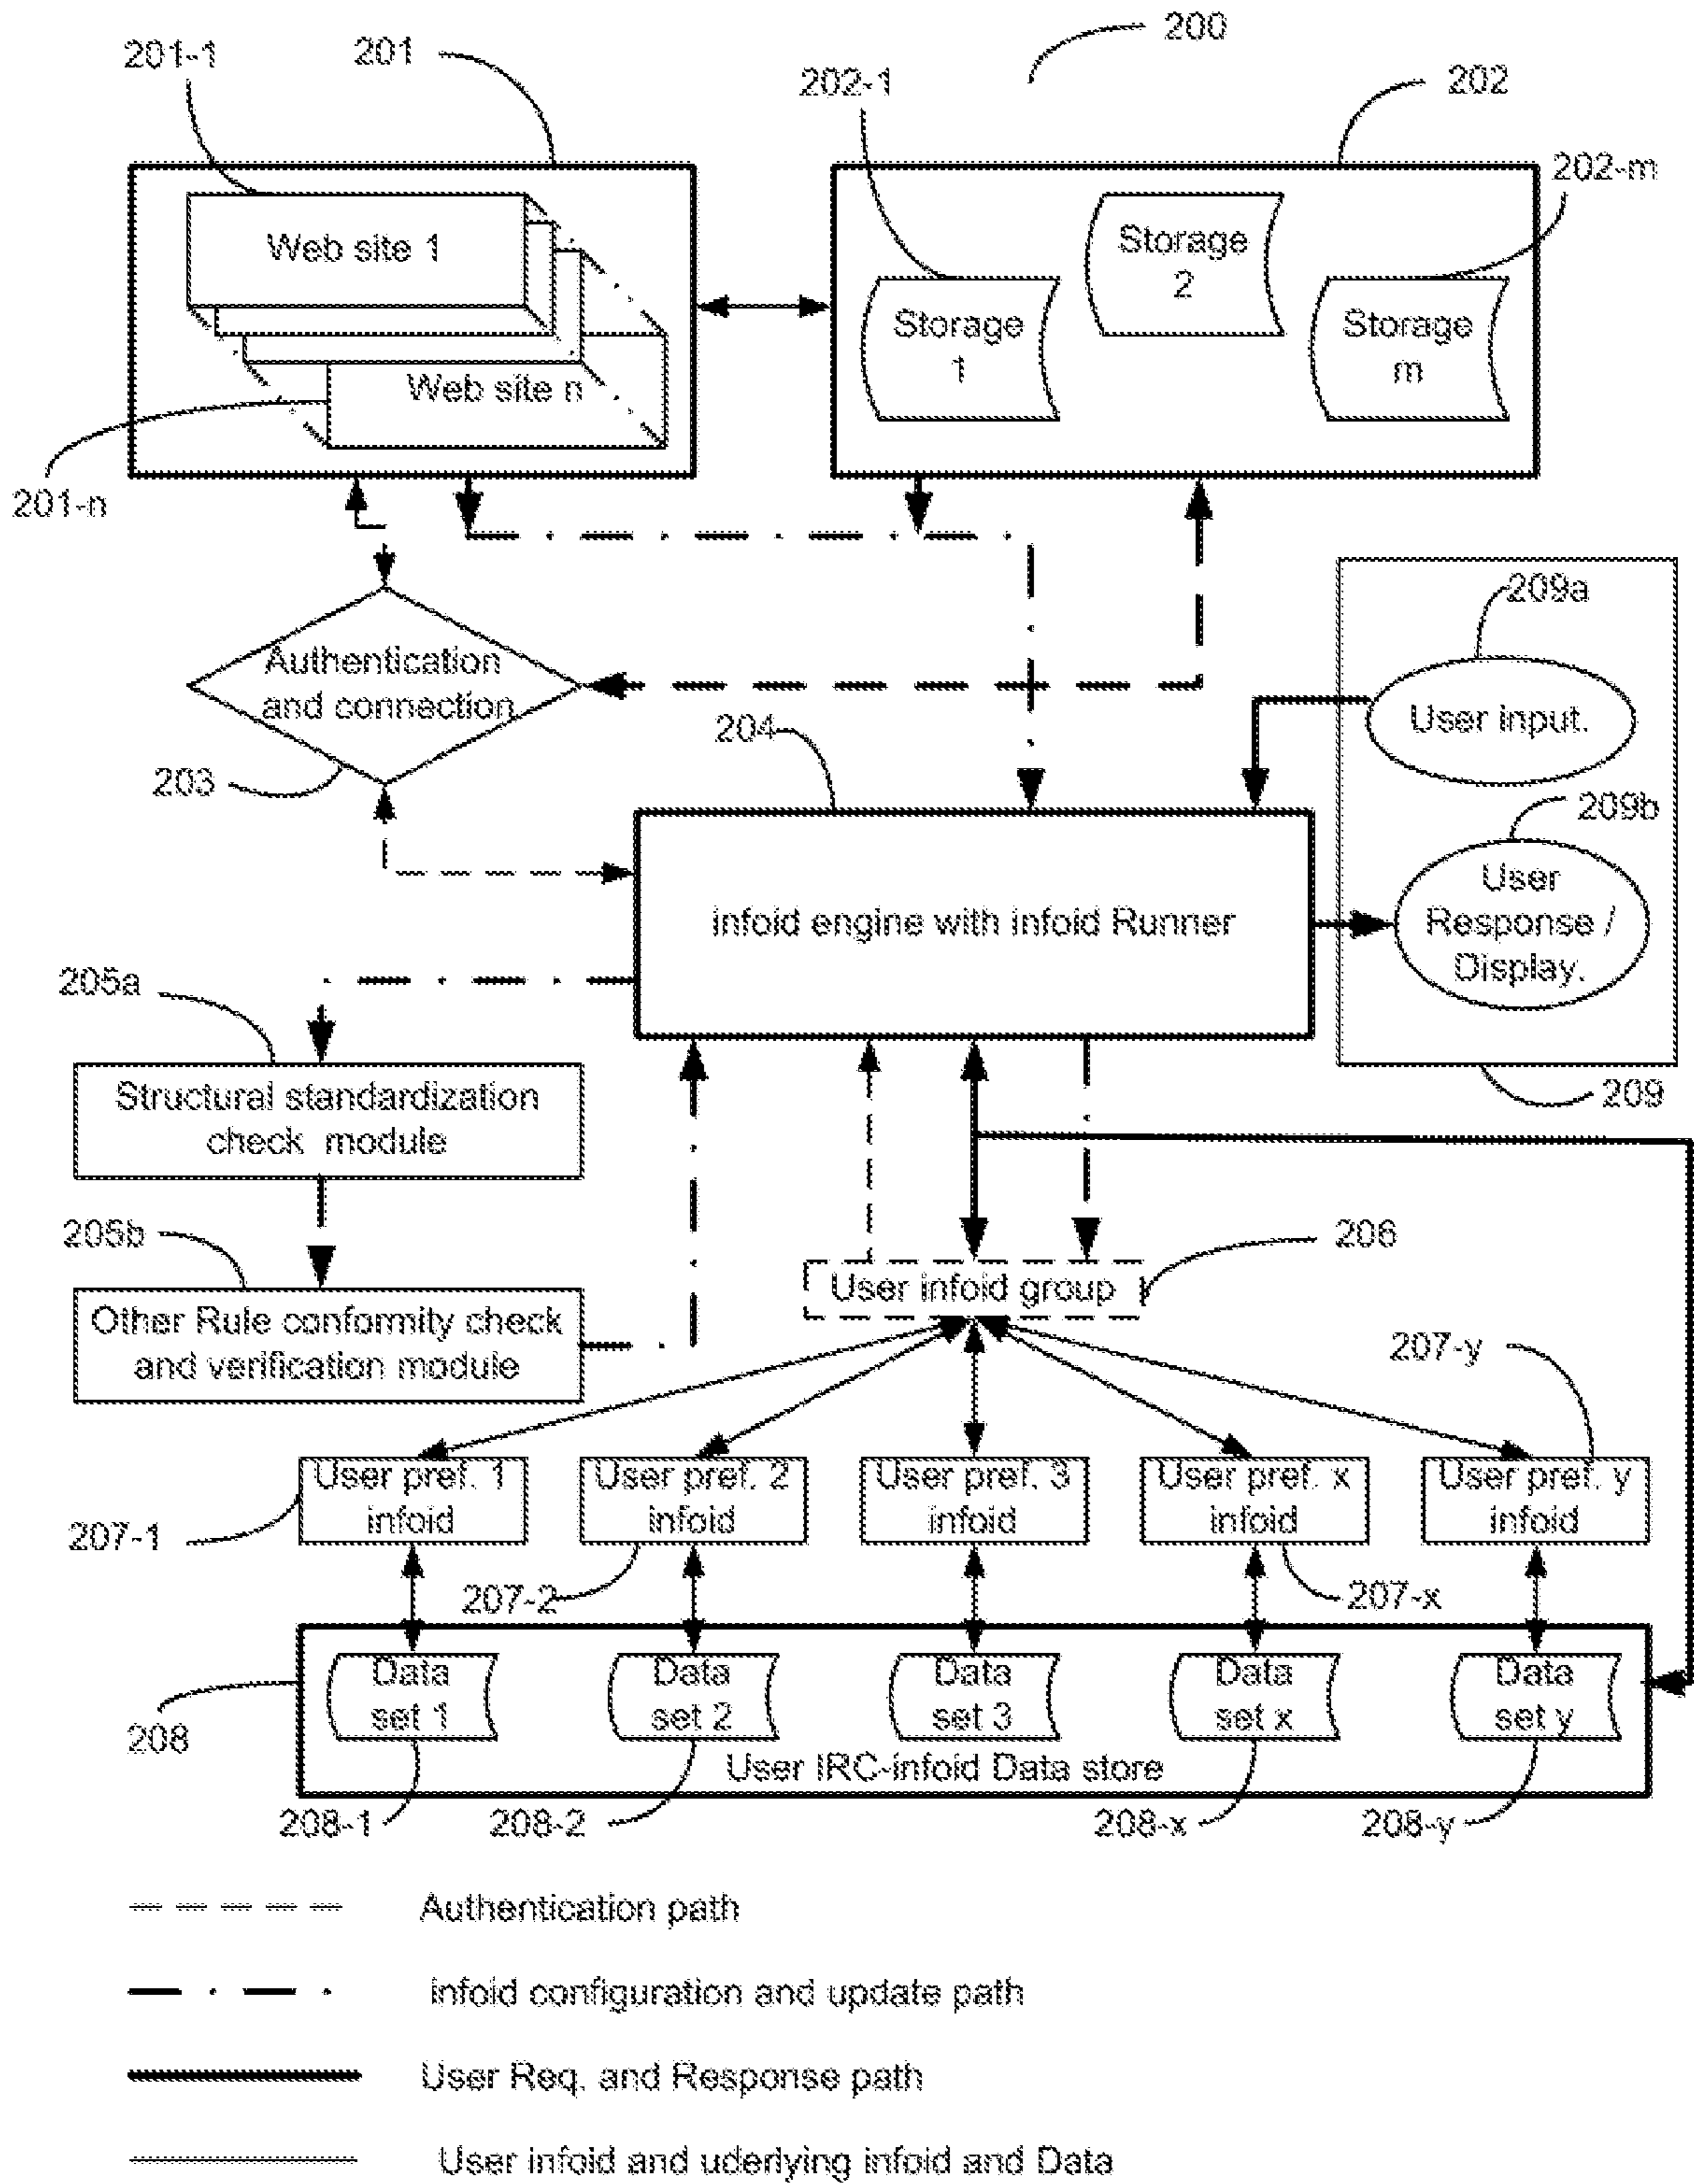 200
201-1
201
202-1
202
202-m
Web site 1
Storage
2
Storage
1
Storage
m
Web site n
201-n
209a
Authentication
and connection
User input.
204
203
209b
User
Response /
Display.
infoid engine with infoid Runner
205a
Structural standardization
check module
209
205b
206
User infoid group
Other Rule conformity check
and verification module
207-y
User pref. 1
infoid
User pref. 2
infoid
User pref. 3
infoid
User pref. x
infoid
User pref. y
infoid
207-1
207-2
207-x
Data
set 1
Data
set 2
Data
set 3
Data
set x
Data
set y
208
User IRC-infoid Data store
208-1
208-2
208-x
208-y
Authentication path
infoid configuration and update path
User Req. and Response path
User infoid and uderlying infoid and Data